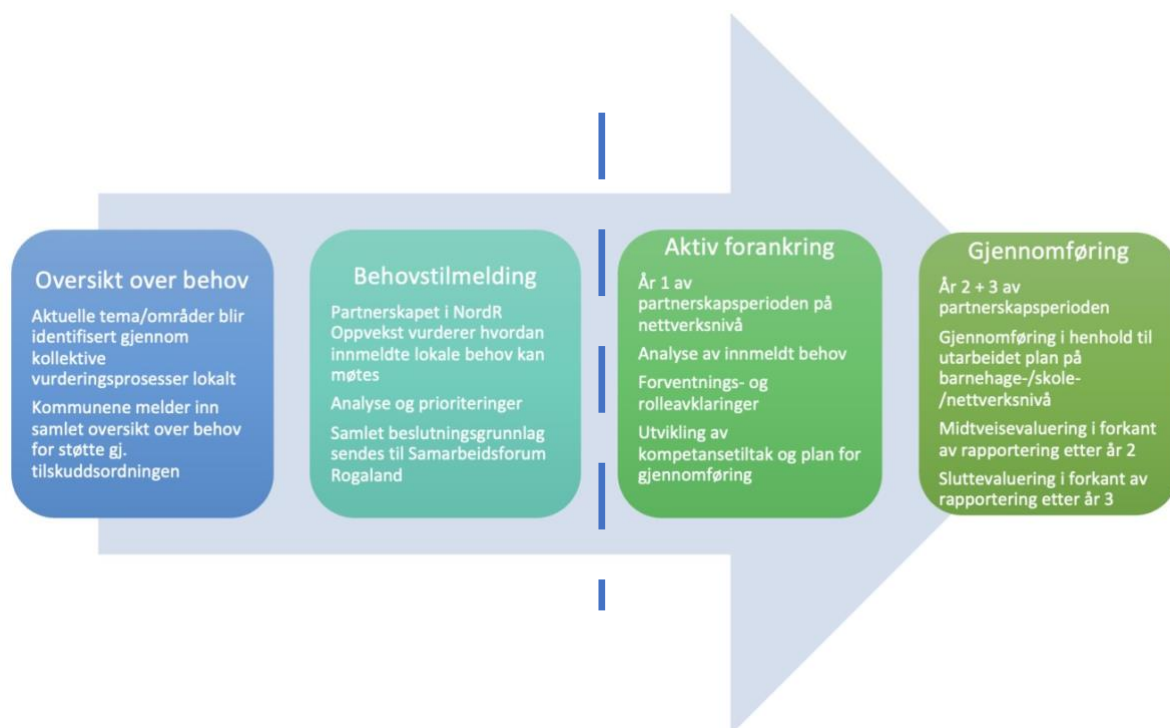 Oversikt over behov
Aktuelle tema/områder blir
identifisert gjennom
kollektive
vurderingsprosesser lokalt
Kommunene melder inn
samlet oversikt over behov
for støtte gj.
tilskuddsordningen
Behovstilmelding
Partnerskapet i NordR
Oppvekst vurderer hvordan
innmeldte lokale behov kan
møtes
Analyse og prioriteringer
Samlet beslutningsgrunnlag
sendes til Samarbeidsforum
Rogaland
Aktiv forankring
År 1 av
partnerskapsperioden på
nettverksnivå
Analyse av innmeldt behov
Forventnings- og
rolleavklaringer
Utvikling av
kompetansetiltak og plan for
gjennomføring
Gjennomføring
År 2 + 3 av
partnerskapsperioden
Gjennomføring i henhold til
utarbeidet plan på
barnehage-/skole-
/nettverksnivå
Midtveisevaluering i forkant
av rapportering etter år 2
Sluttevaluering i forkant av
rapportering etter år 3